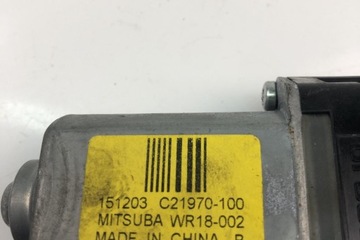 151203 C21970-100
MITSUBA WR18-002
MADE IN CHINA R